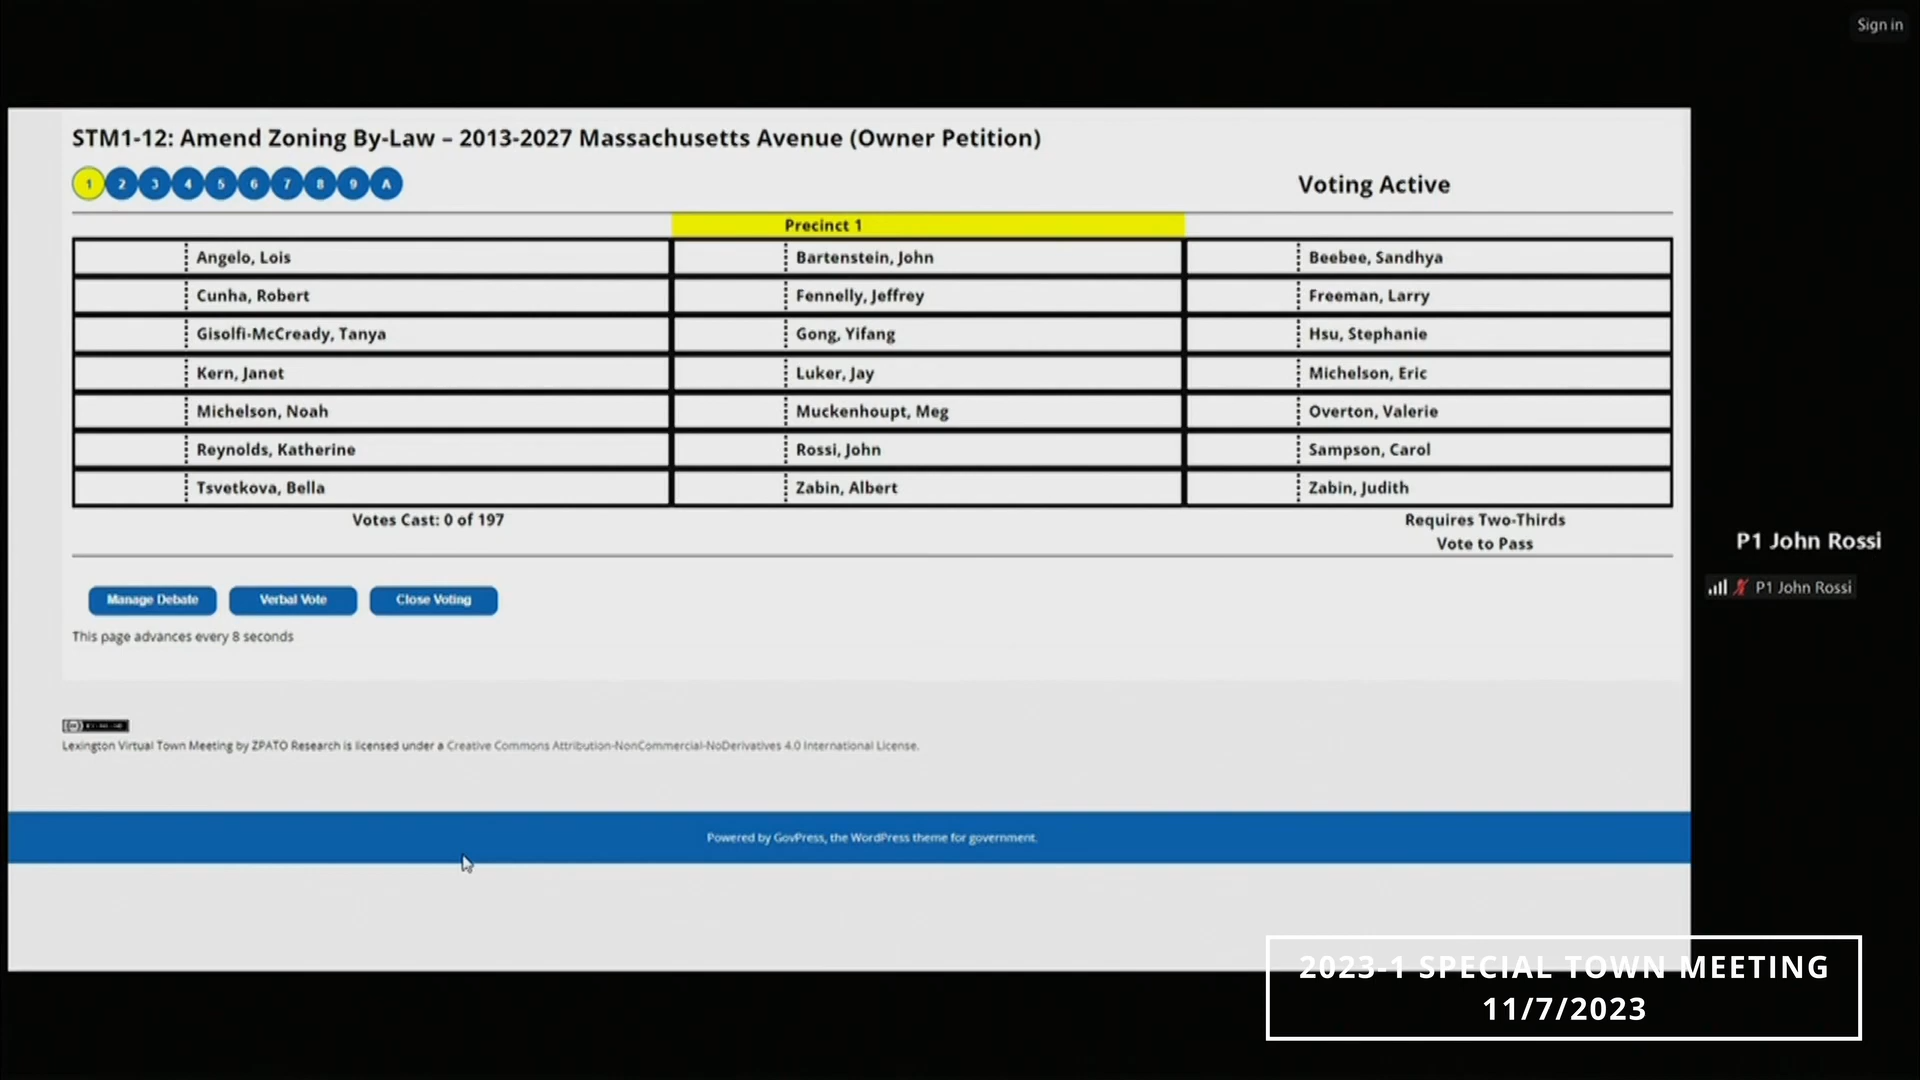 Sign in
STM1-12: Amend Zoning By-Law – 2013-2027 Massachusetts Avenue (Owner Petition)
1 2 3 4 5 6 7 8 9 A
Voting Active
Precinct 1
Angelo, Lois Bartenstein, John Beebee, Sandhya
Cunha, Robert Fennelly, Jeffrey Freeman, Larry
Gisolfi-McCready, Tanya Gong, Yifang Hsu, Stephanie
Kern, Janet Luker, Jay Michelson, Eric
Michelson, Noah Muckenhoupt, Meg Overton, Valerie
Reynolds, Katherine Rossi, John Sampson, Carol
Tsvetkova, Bella Zabin, Albert Zabin, Judith
Votes Cast: 0 of 197
Requires Two-Thirds
Vote to Pass
P1 John Rossi
P1 John Rossi
Manage Debate Verbal Vote Close Voting
This page advances every 8 seconds
Lexington Virtual Town Meeting by ZPATO Research is licensed under a Creative Commons Attribution-NonCommercial-NoDerivatives 4.0 International License.
Powered by GovPress, the WordPress theme for government.
2023-1 SPECIAL TOWN MEETING
11/7/2023